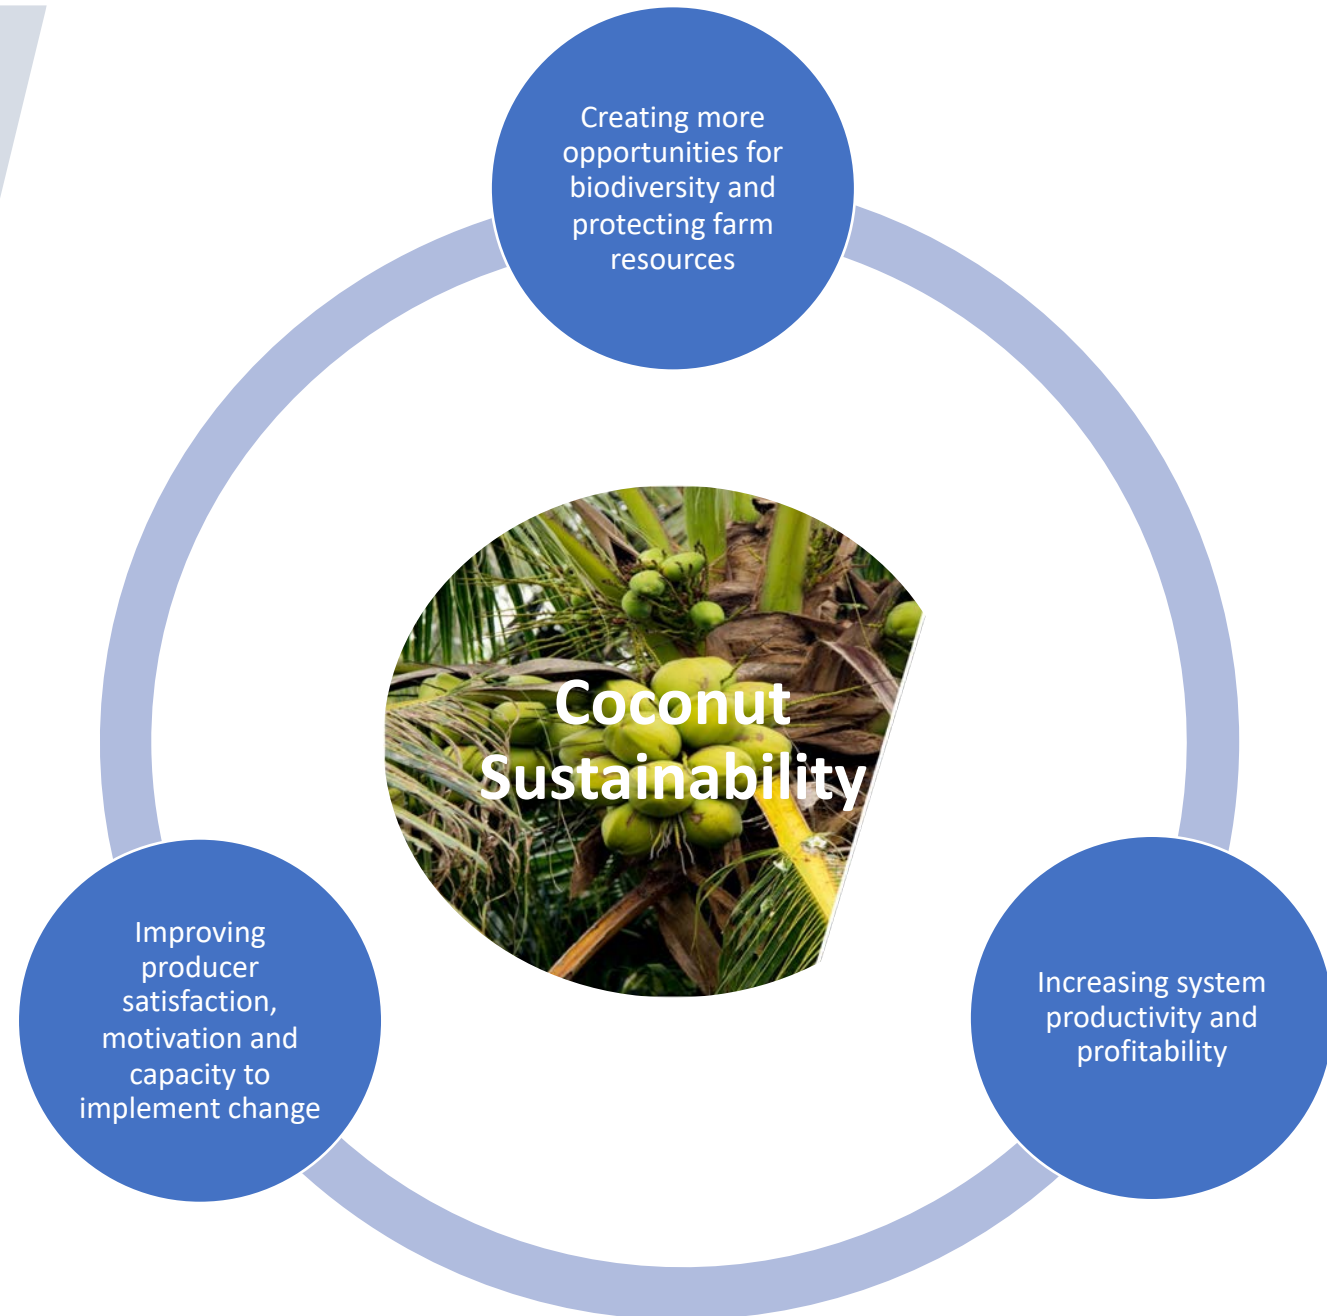 Creating more
opportunities for
biodiversity and
protecting farm
resources
Coconut
Sustainability
Improving
producer
satisfaction,
motivation and
capacity to
implement change
Increasing system
productivity and
profitability